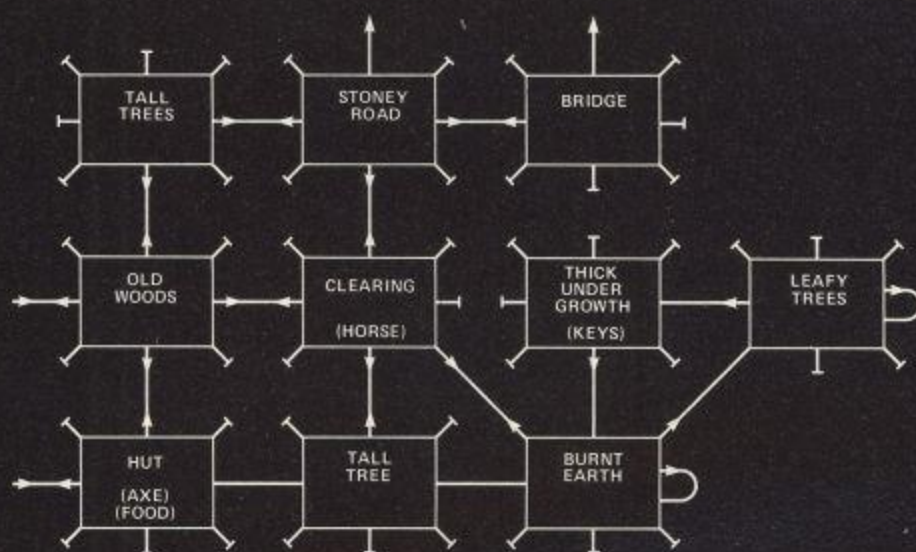 TALL
TREES
STONEY
ROAD
BRIDGE
OLD
WOODS
CLEARING
(HORSE)
THICK
UNDER
GROWTH
(KEYS)
LEAFY
TREES
HUT
(AXE)
(FOOD)
TALL
TREE
BURNT
EARTH